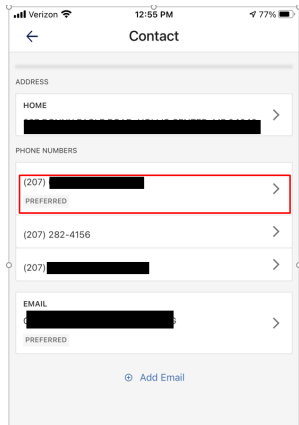 Verizon 12:55 PM 77%
Contact
ADDRESS
HOME
PHONE NUMBERS
(207)
PREFERRED
(207) 282-4156
(207)
EMAIL
PREFERRED
Add Email